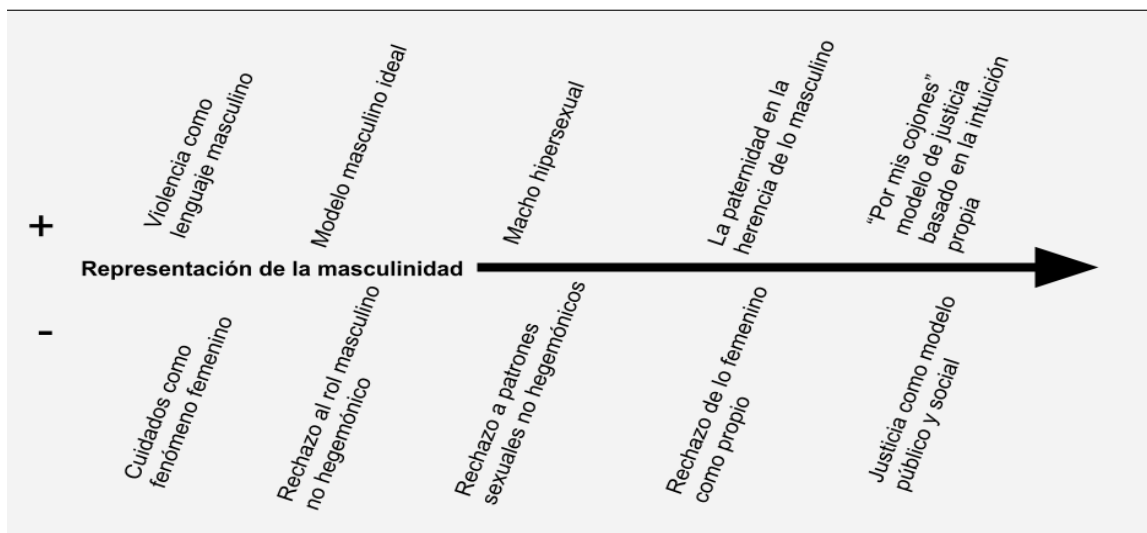 Violencia como
lenguaje masculino
Modelo masculino ideal
Macho hipersexual
La paternidad en la
herencia de lo masculino
“Por mis cojones”
modelo de justicia
basado en la intuición
propia
+
Representación de la masculinidad
-
Cuidados como
fenómeno femenino
Rechazo al rol masculino
no hegemónico
Rechazo a patrones
sexuales no hegemónicos
Rechazo de lo femenino
como propio
Justicia como modelo
público y social